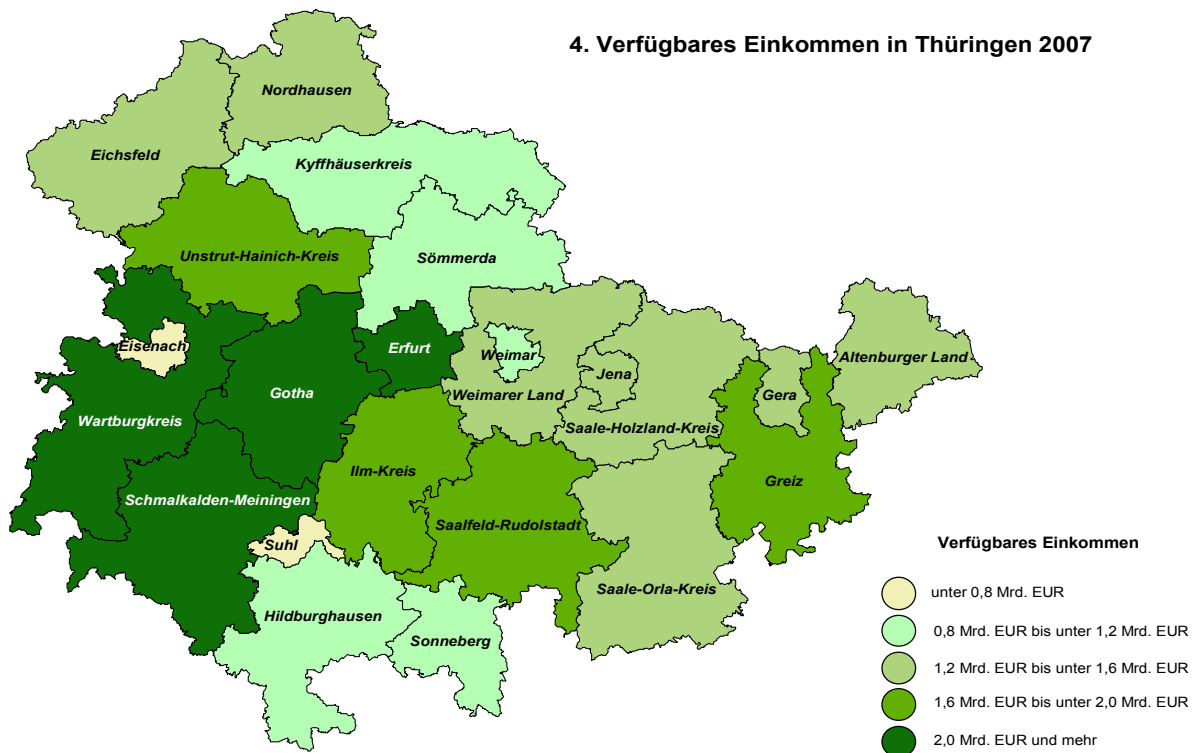 4. Verfügbares Einkommen in Thüringen 2007
Nordhausen
Eichsfeld
Kyffhäuserkreis
Unstrut-Hainich-Kreis
Sömmerda
Eisenach
Erfurt
Weimar
Altenburger Land
Jena
Gera
Gotha
Weimarer Land
Wartburgkreis
Saale-Holzland-Kreis
Ilm-Kreis
Greiz
Schmalkalden-Meiningen
Saalfeld-Rudolstadt
Suhl
Saale-Orla-Kreis
Hildburghausen
Sonneberg
Verfügbares Einkommen
unter 0,8 Mrd. EUR
0,8 Mrd. EUR bis unter 1,2 Mrd. EUR
1,2 Mrd. EUR bis unter 1,6 Mrd. EUR
1,6 Mrd. EUR bis unter 2,0 Mrd. EUR
2,0 Mrd. EUR und mehr